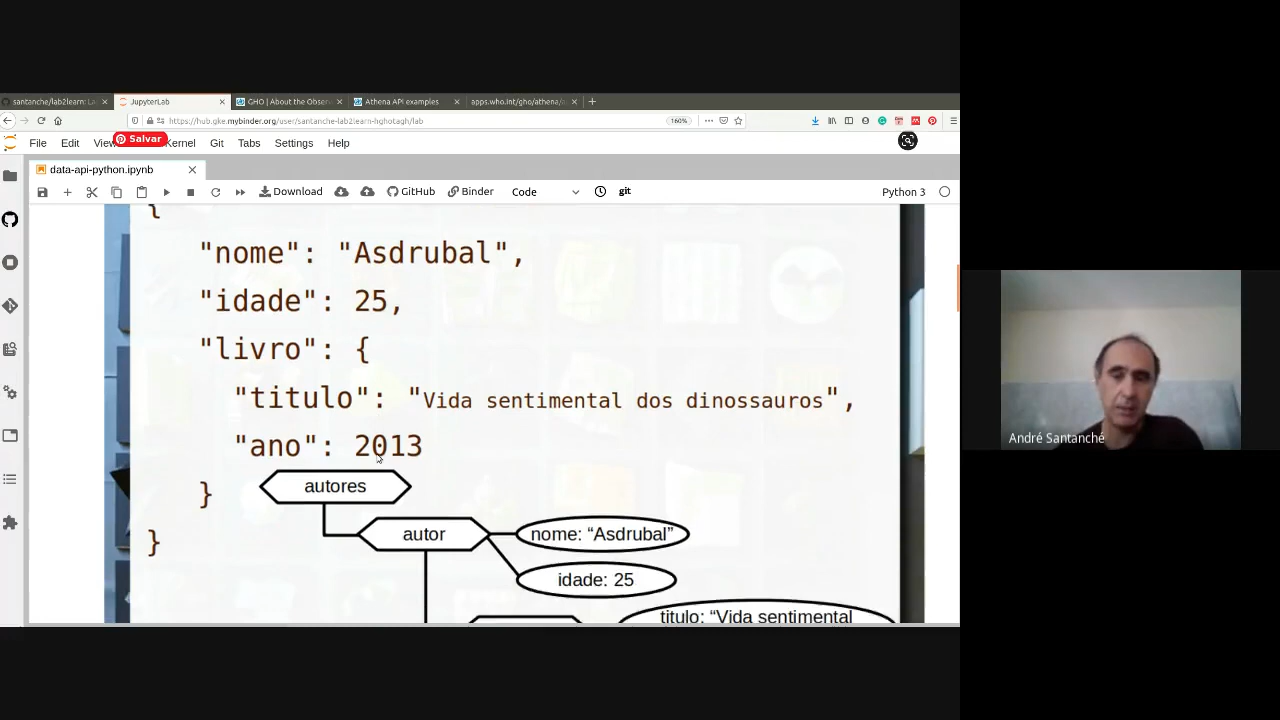 santanche/lab2learn: La
JupyterLab
GHO | About the Obser
Athena API examples
apps.who.int/gho/athena/a
https://hub.gke.mybinder.org/user/santanche-lab2learn-hghotagh/lab
160%
Salvar
File Edit View Kernel Git Tabs Settings Help
data-api-python.ipynb
Download GitHub Binder Code git Python 3
{
"nome": "Asdrubal",
"idade": 25,
"livro": {
"titulo": "Vida sentimental dos dinossauros",
"ano": 2013
}
}
autores
autor
nome: “Asdrubal”
idade: 25
titulo: “Vida sentimental
André Santanchè